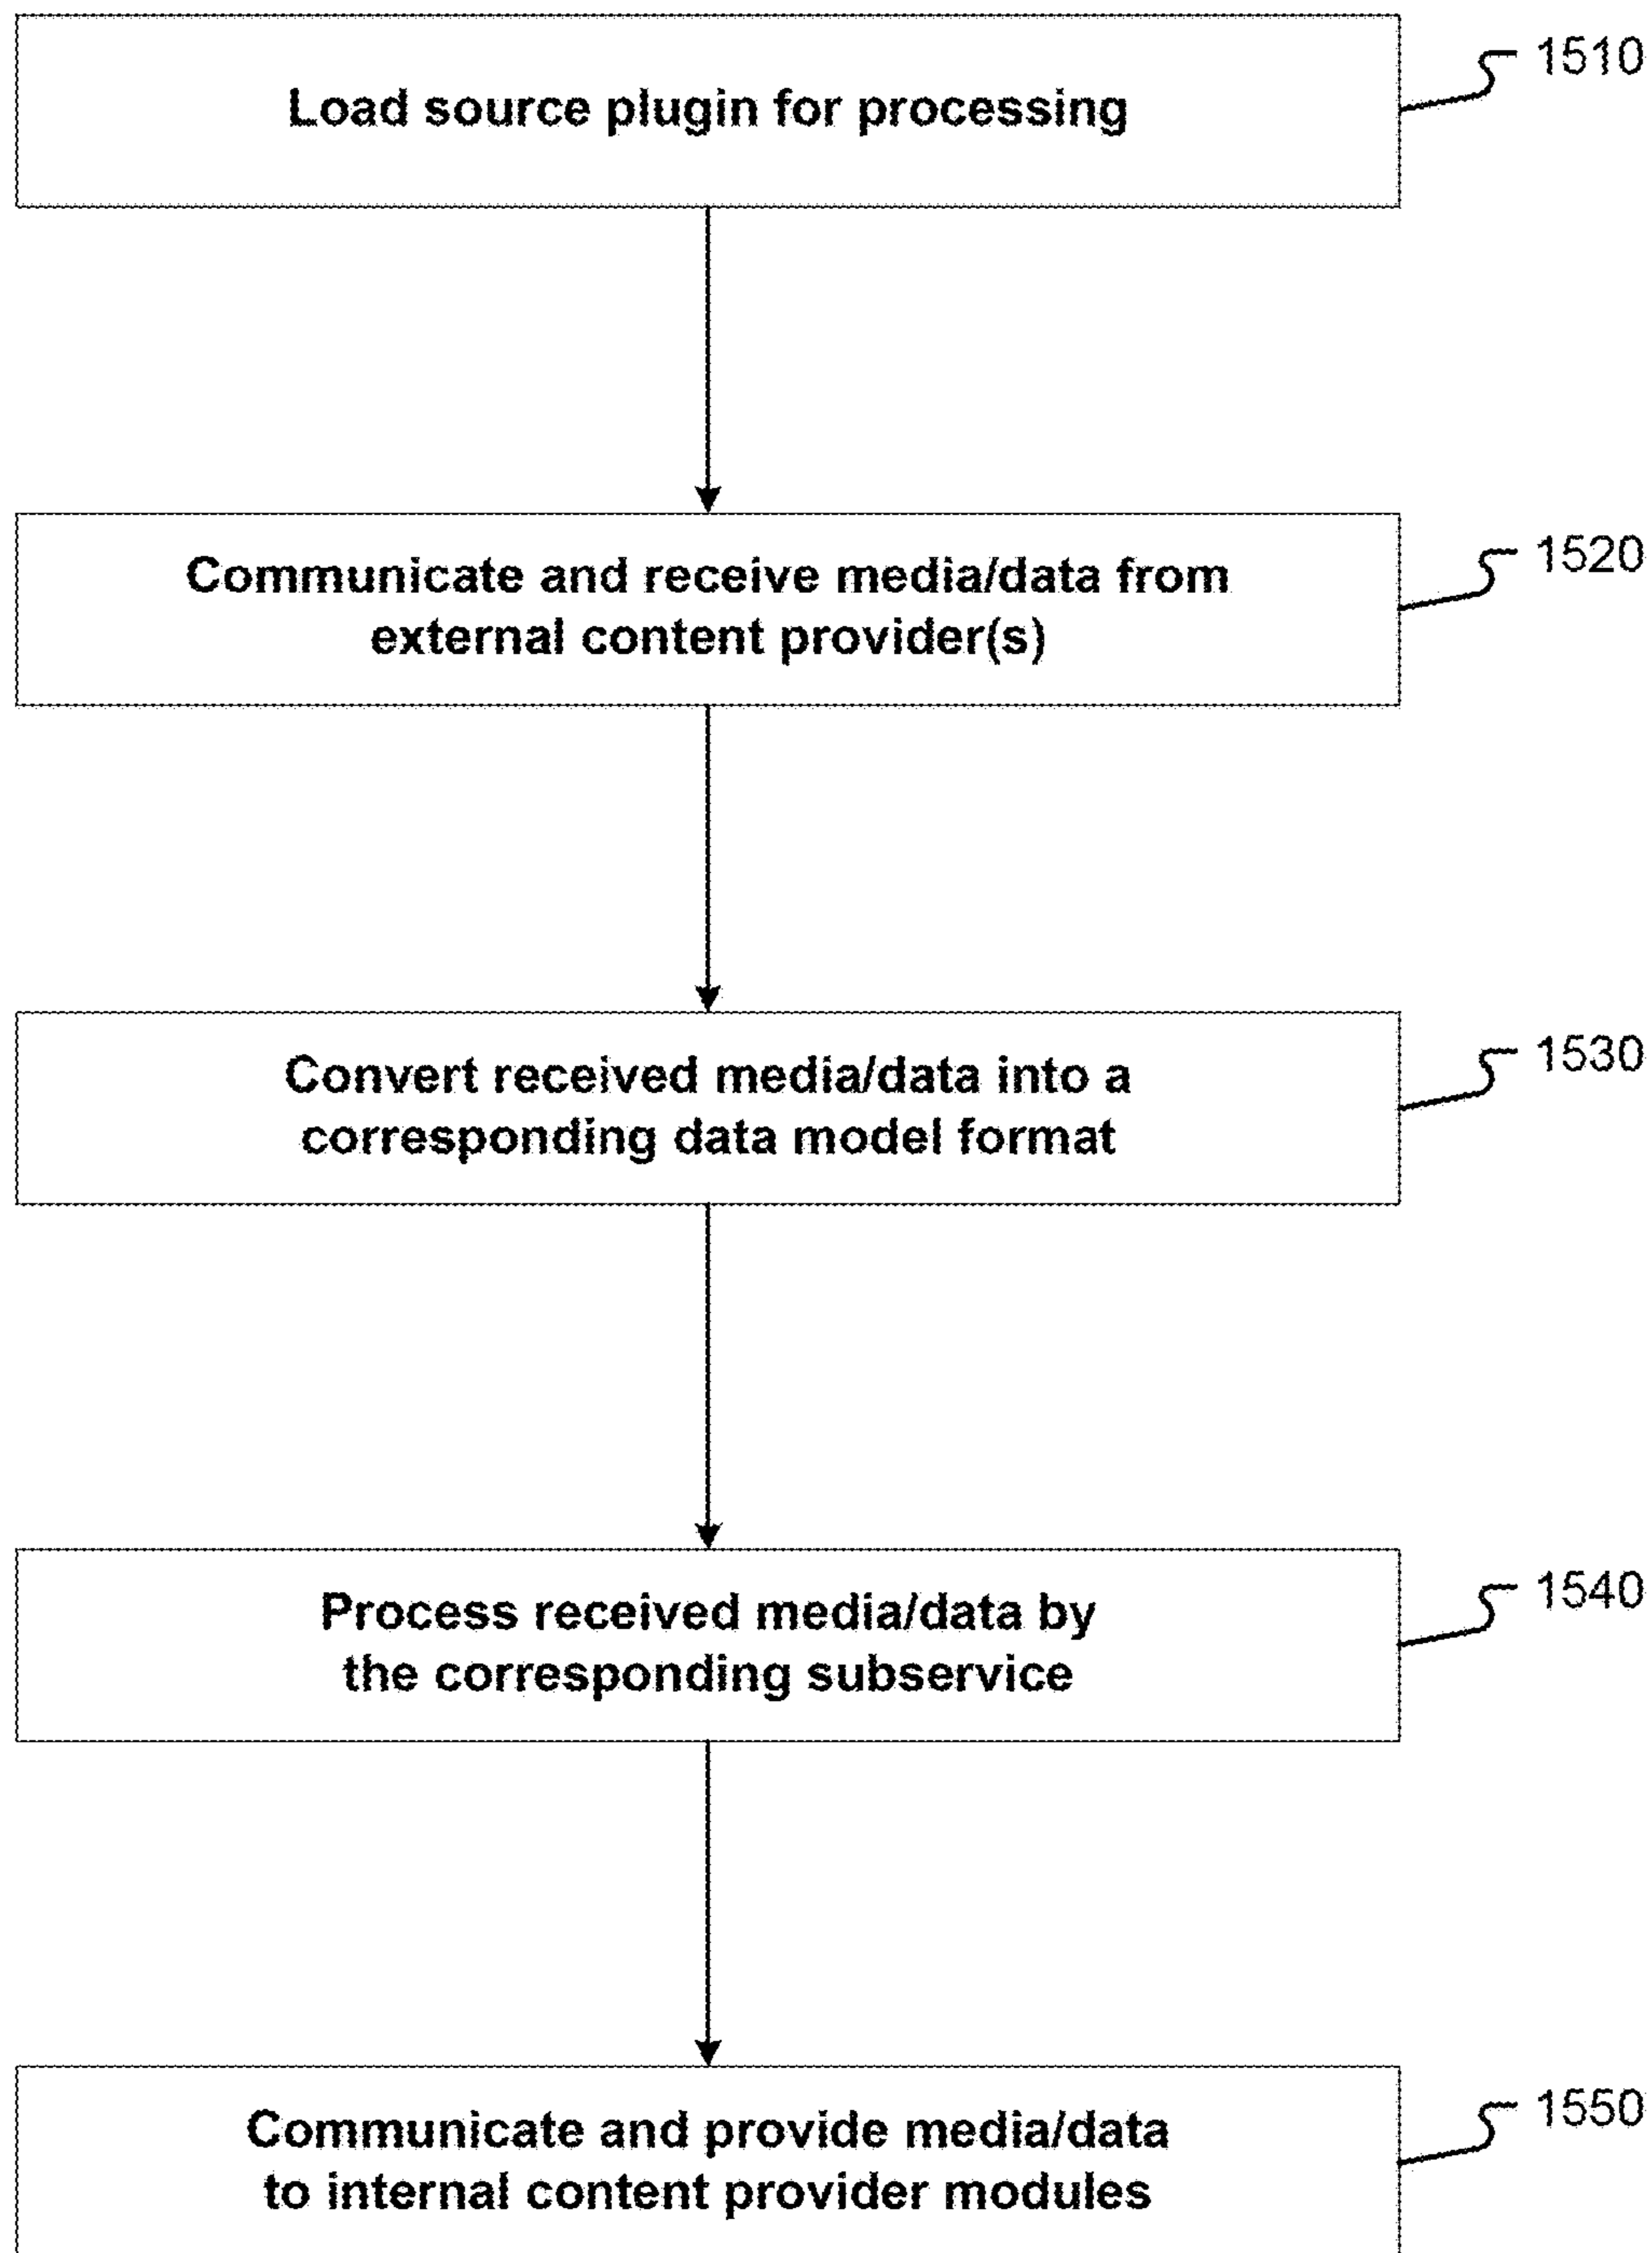 Load source plugin for processing
1510
Communicate and receive media/data from
external content provider(s)
1520
Convert received media/data into a
corresponding data model format
1530
Process received media/data by
the corresponding subservice
1540
Communicate and provide media/data
to internal content provider modules
1550